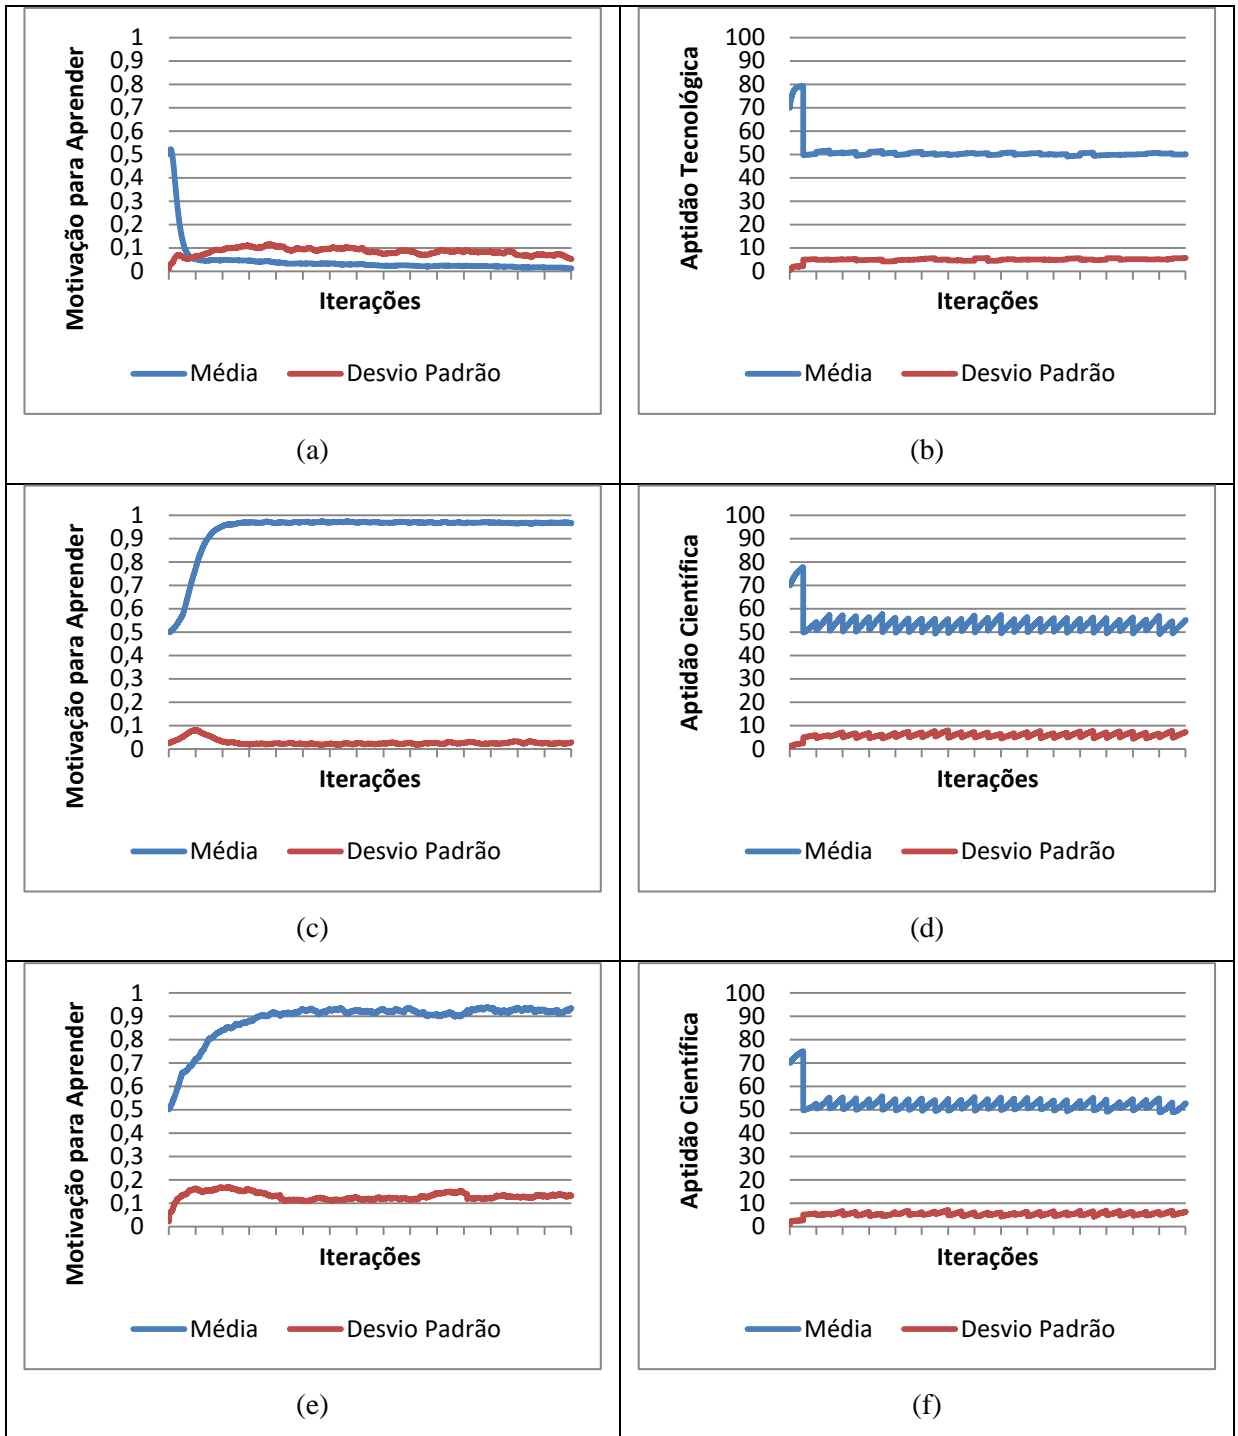 Motivação para Aprender
1
0,9
0,8
0,7
0,6
0,5
0,4
0,3
0,2
0,1
0
Iterações
Média Desvio Padrão
(a)
Aptidão Tecnológica
100
90
80
70
60
50
40
30
20
10
0
Iterações
Média Desvio Padrão
(b)
Motivação para Aprender
1
0,9
0,8
0,7
0,6
0,5
0,4
0,3
0,2
0,1
0
Iterações
Média Desvio Padrão
(c)
Aptidão Científica
100
90
80
70
60
50
40
30
20
10
0
Iterações
Média Desvio Padrão
(d)
Motivação para Aprender
1
0,9
0,8
0,7
0,6
0,5
0,4
0,3
0,2
0,1
0
Iterações
Média Desvio Padrão
(e)
Aptidão Científica
100
90
80
70
60
50
40
30
20
10
0
Iterações
Média Desvio Padrão
(f)